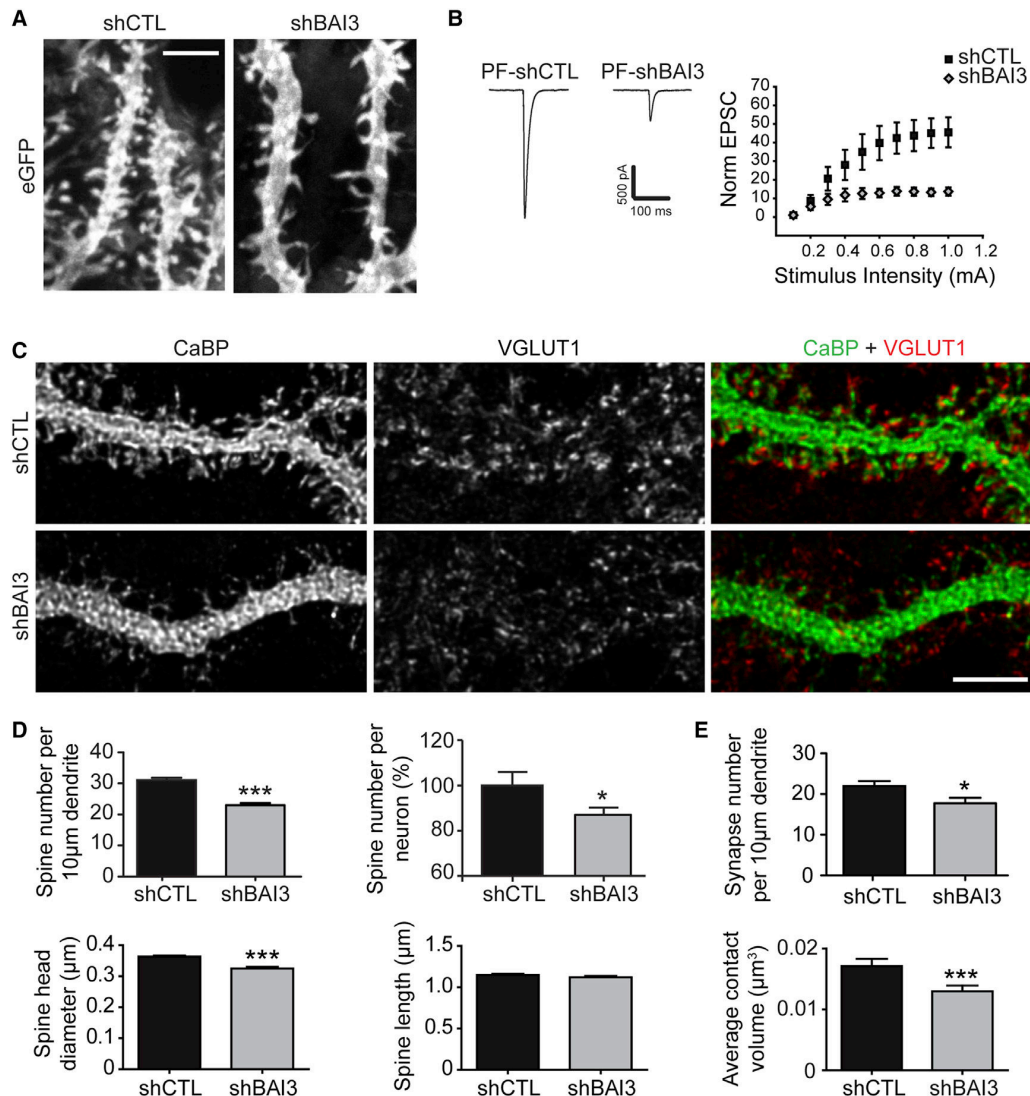 A
shCTL
shBAI3
eGFP
B
PF-shCTL
PF-shBAI3
500 pA
100 ms
shCTL
shBAI3
Norm EPSC
70
60
50
40
30
20
10
0
0.2
0.4
0.6
0.8
1.0
1.2
Stimulus Intensity (mA)
C
CaBP
VGLUT1
CaBP + VGLUT1
shCTL
shBAI3
D
Spine number per
10µm dendrite
40
30
20
10
0
***
shCTL
shBAI3
Spine number per
neuron (%)
120
100
80
60
*
shCTL
shBAI3
E
Synapse number
per 10µm dendrite
30
20
10
0
*
shCTL
shBAI3
Spine head
diameter (µm)
0.4
0.3
0.2
0.1
0
***
shCTL
shBAI3
Spine length (µm)
1.5
1.0
0.5
0.0
shCTL
shBAI3
Average contact
volume (µm³)
0.02
0.01
0
***
shCTL
shBAI3